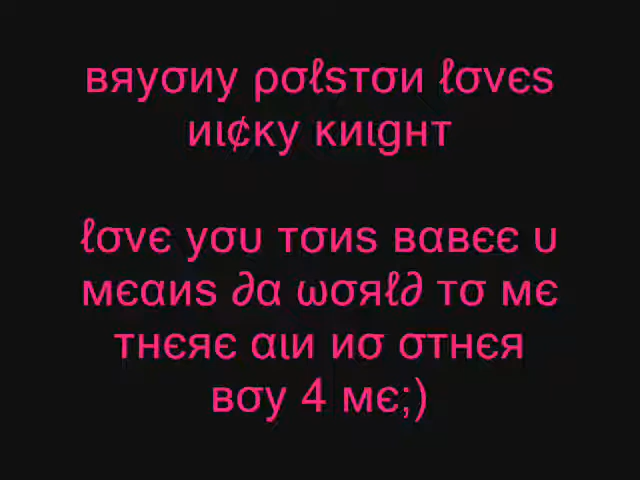 вяуσиу ρσℓѕтσи ℓσνєѕ
иι¢ку киιgнт
ℓσνє уσυ тσиѕ вαвєє υ
мєαиѕ ∂α ωσяℓ∂ тσ мє
тнєяє αιи иσ σтнєя
вσу 4 мє;)